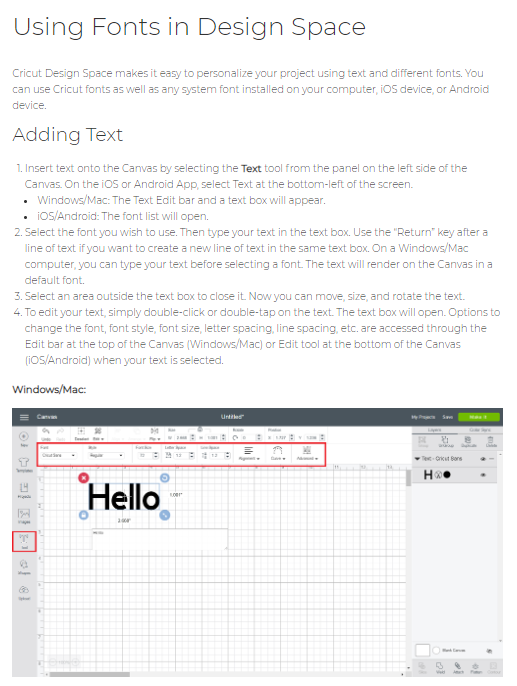 Using Fonts in Design Space
Cricut Design Space makes it easy to personalize your project using text and different fonts. You
can use Cricut fonts as well as any system font installed on your computer, iOS device, or Android
device.
Adding Text
1. Insert text onto the Canvas by selecting the Text tool from the panel on the left side of the
Canvas. On the iOS or Android App, select Text at the bottom-left of the screen.
• Windows/Mac: The Text Edit bar and a text box will appear.
• iOS/Android: The font list will open.
2. Select the font you wish to use. Then type your text in the text box. Use the "Return" key after a
line of text if you want to create a new line of text in the same text box. On a Windows/Mac
computer, you can type your text before selecting a font. The text will render on the Canvas in a
default font.
3. Select an area outside the text box to close it. Now you can move, size, and rotate the text.
4. To edit your text, simply double-click or double-tap on the text. The text box will open. Options to
change the font, font style, font size, letter spacing, line spacing, etc. are accessed through the
Edit bar at the top of the Canvas (Windows/Mac) or Edit tool at the bottom of the Canvas
(iOS/Android) when your text is selected.
Windows/Mac:
Canvas Untitled* My Projects Save Make It
Layers Color Sync
Font Style Font Size Letter Space Line Space
Cricut Sans Regular 72
Alignment Curve Advanced
Text - Cricut Sans
Templates
Projects
Images
Text
Shapes
Upload
Hello
Blank Canvas